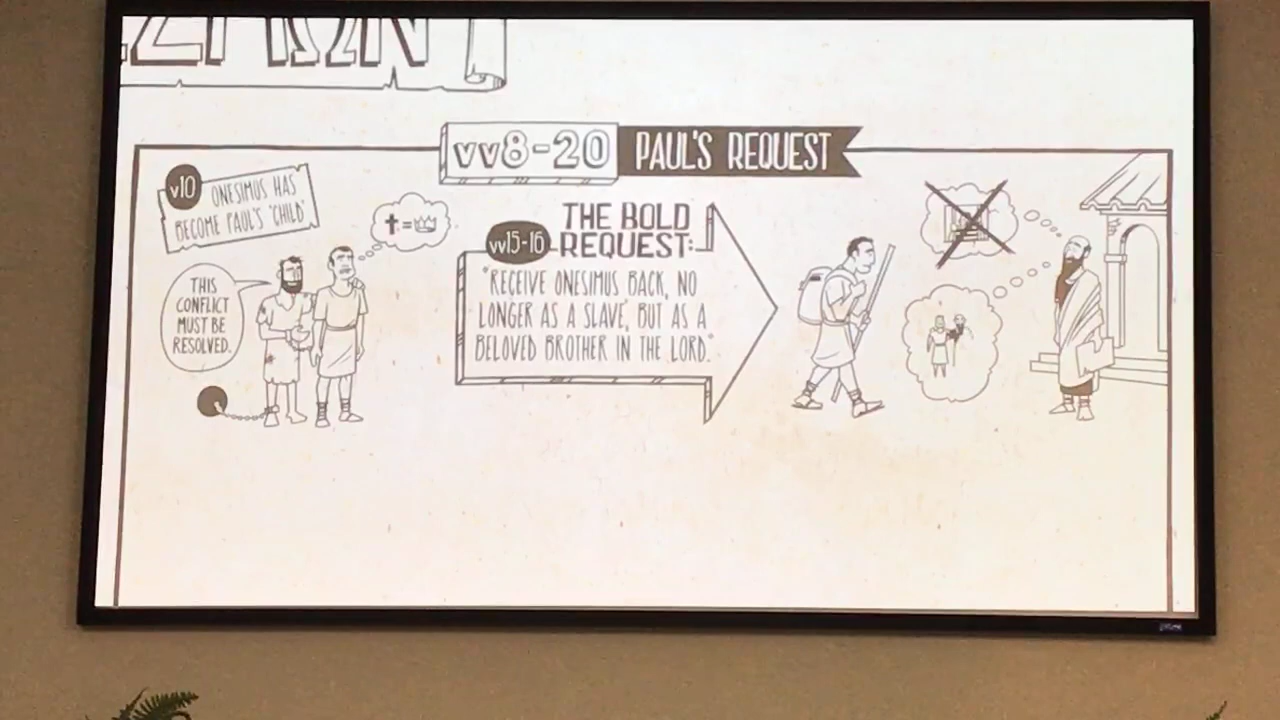 vv8-20 PAUL'S REQUEST
v10 ONESIMUS HAS
BECOME PAUL'S 'CHILD'
THIS
CONFLICT
MUST BE
RESOLVED.
THE BOLD
vv15-16 REQUEST:
"RECEIVE ONESIMUS BACK, NO
LONGER AS A SLAVE, BUT AS A
BELOVED BROTHER IN THE LORD."